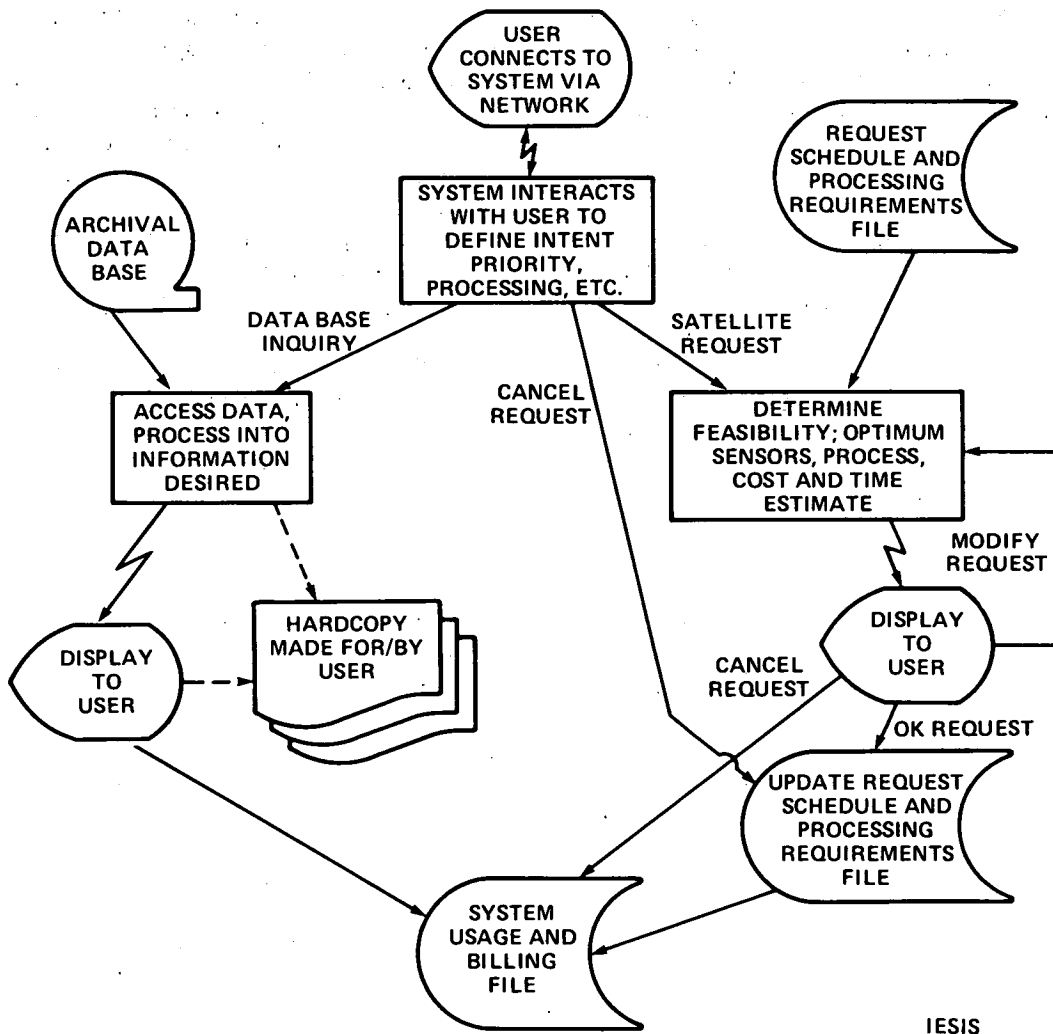 USER
CONNECTS TO
SYSTEM VIA
NETWORK
REQUEST
SCHEDULE AND
PROCESSING
REQUIREMENTS
FILE
SYSTEM INTERACTS
WITH USER TO
DEFINE INTENT
PRIORITY,
PROCESSING, ETC.
ARCHIVAL
DATA
BASE
DATA BASE
INQUIRY
CANCEL
REQUEST
SATELLITE
REQUEST
ACCESS DATA,
PROCESS INTO
INFORMATION
DESIRED
DETERMINE
FEASIBILITY; OPTIMUM
SENSORS, PROCESS,
COST AND TIME
ESTIMATE
MODIFY
REQUEST
DISPLAY
TO
USER
HARDCOPY
MADE FOR/BY
USER
DISPLAY
TO
USER
CANCEL
REQUEST
OK REQUEST
UPDATE REQUEST
SCHEDULE AND
PROCESSING
REQUIREMENTS
FILE
SYSTEM
USAGE AND
BILLING
FILE
IESIS